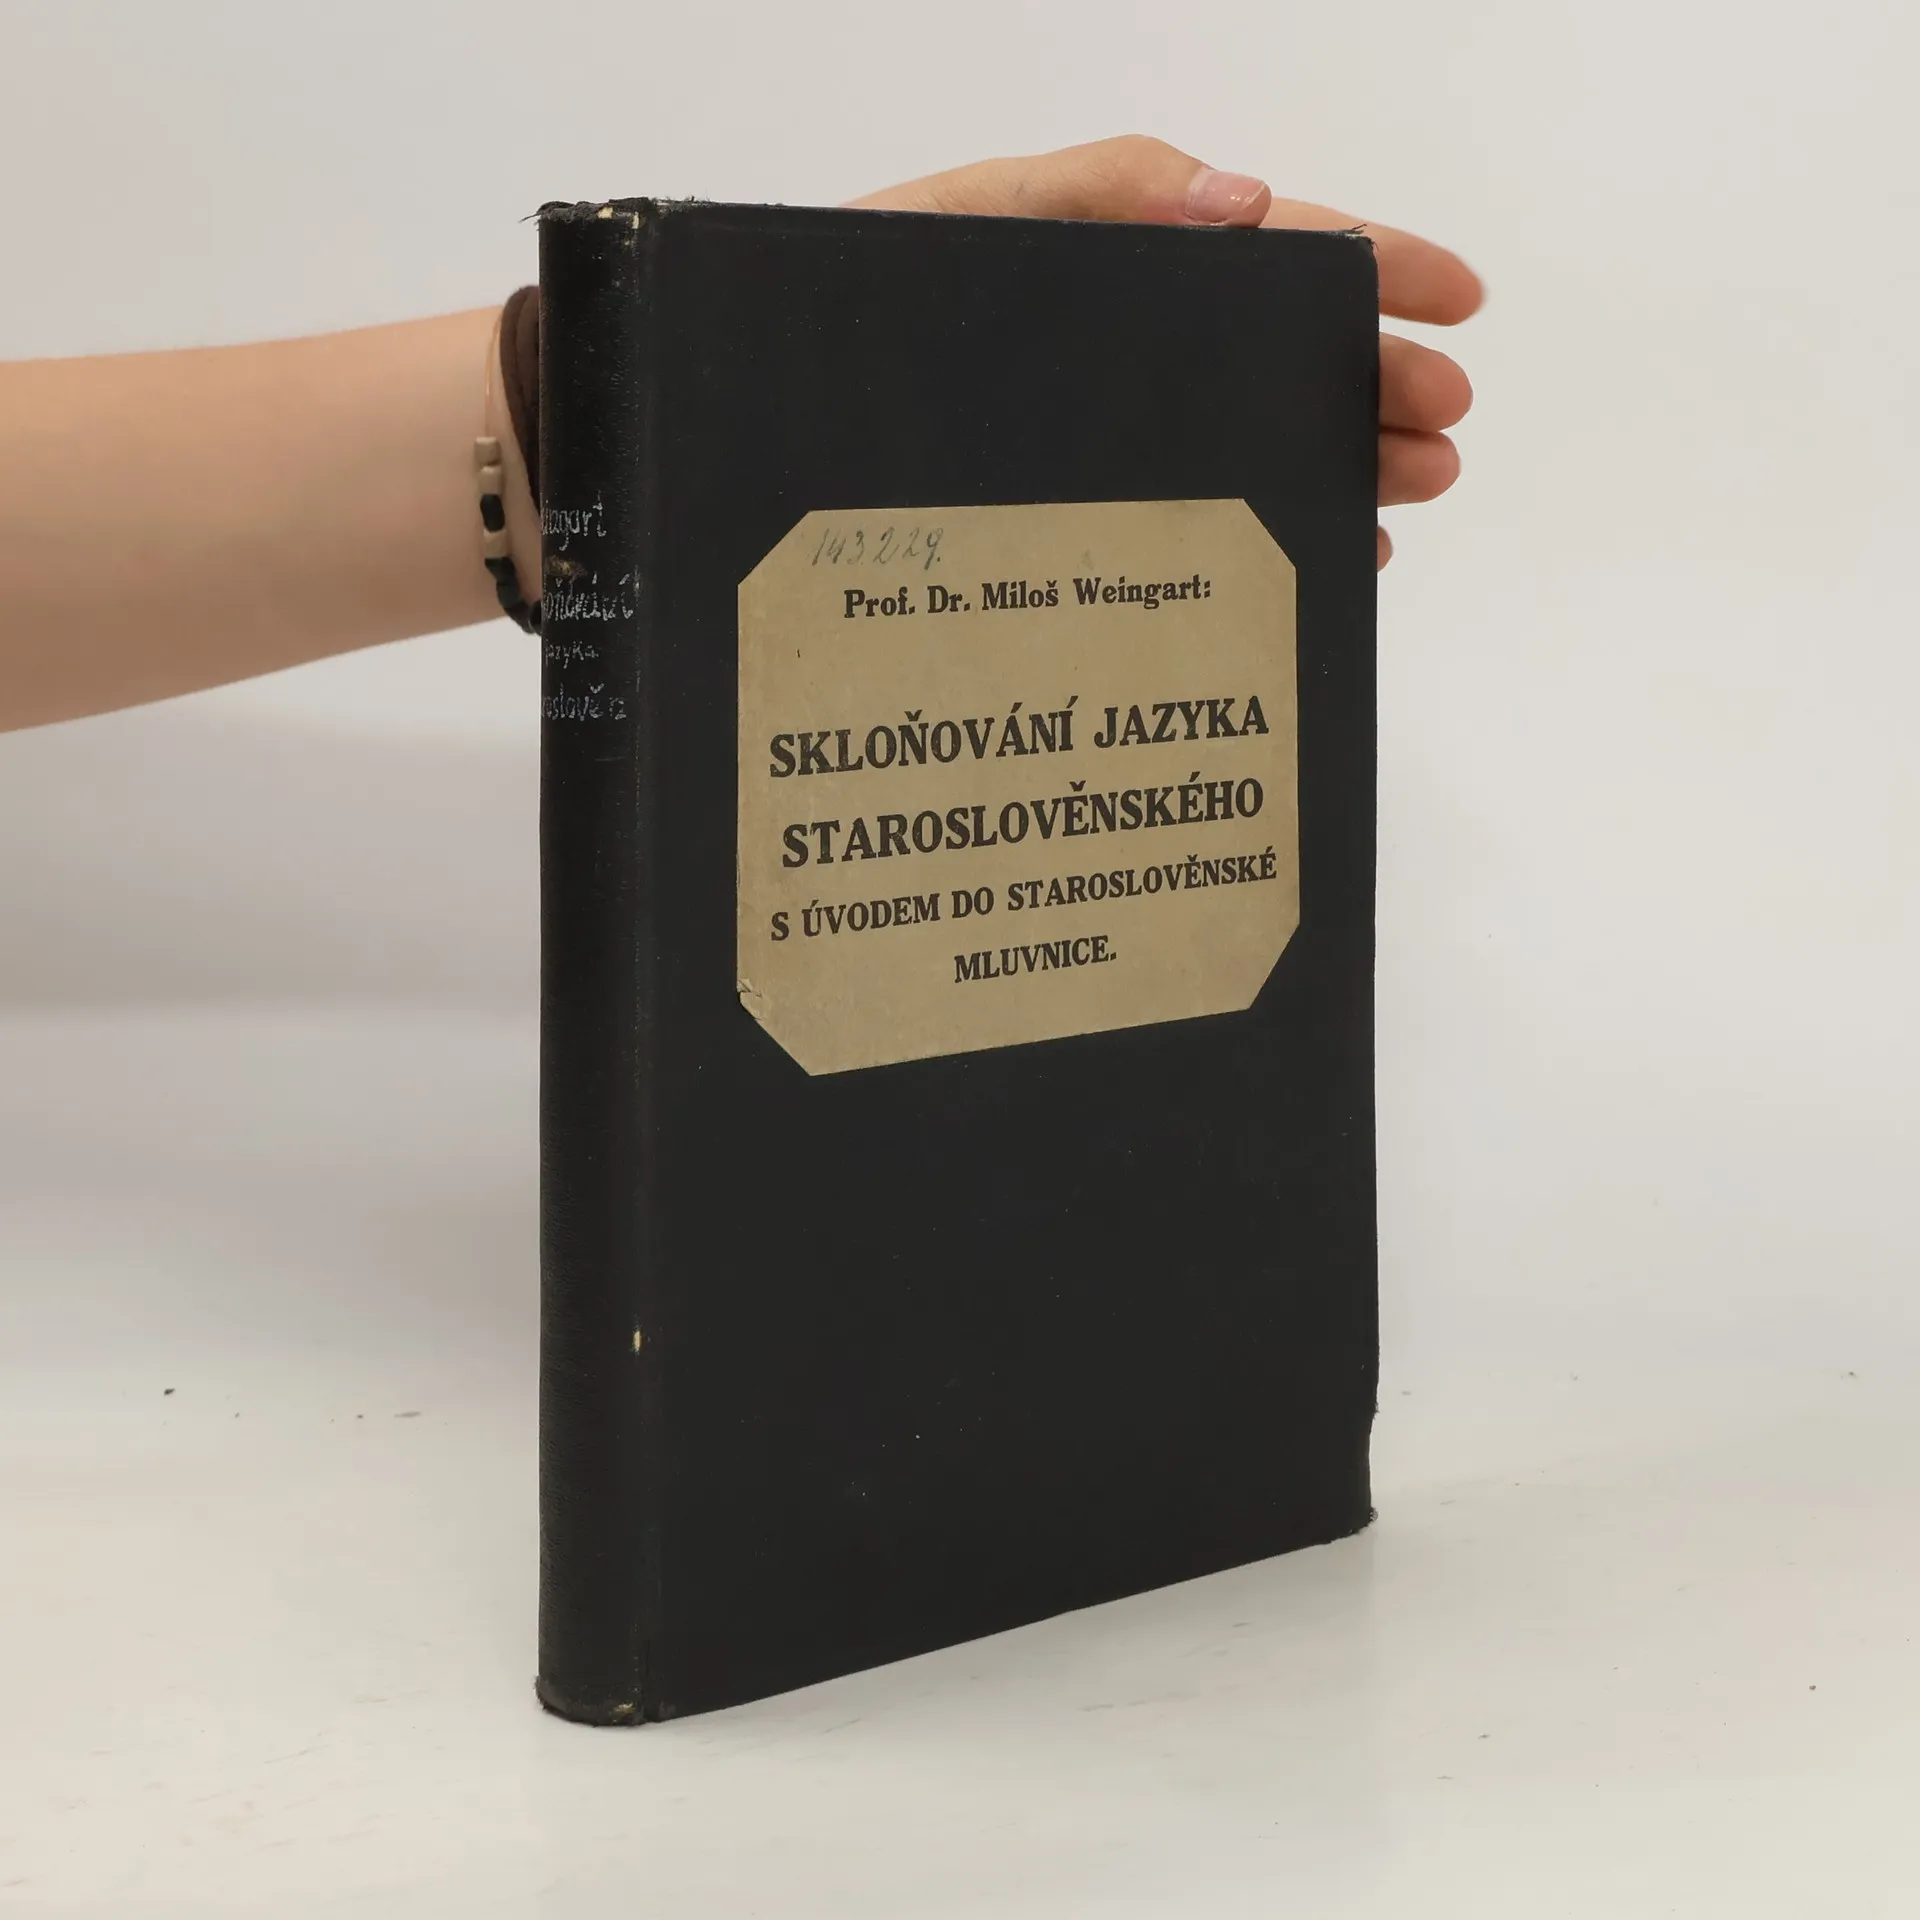 143.229.
Prof. Dr. Miloš Weingart:
SKLOŇOVÁNÍ JAZYKA
STAROSLOVĚNSKÉHO
S ÚVODEM DO STAROSLOVĚNSKÉ
MLUVNICE.
jazyka